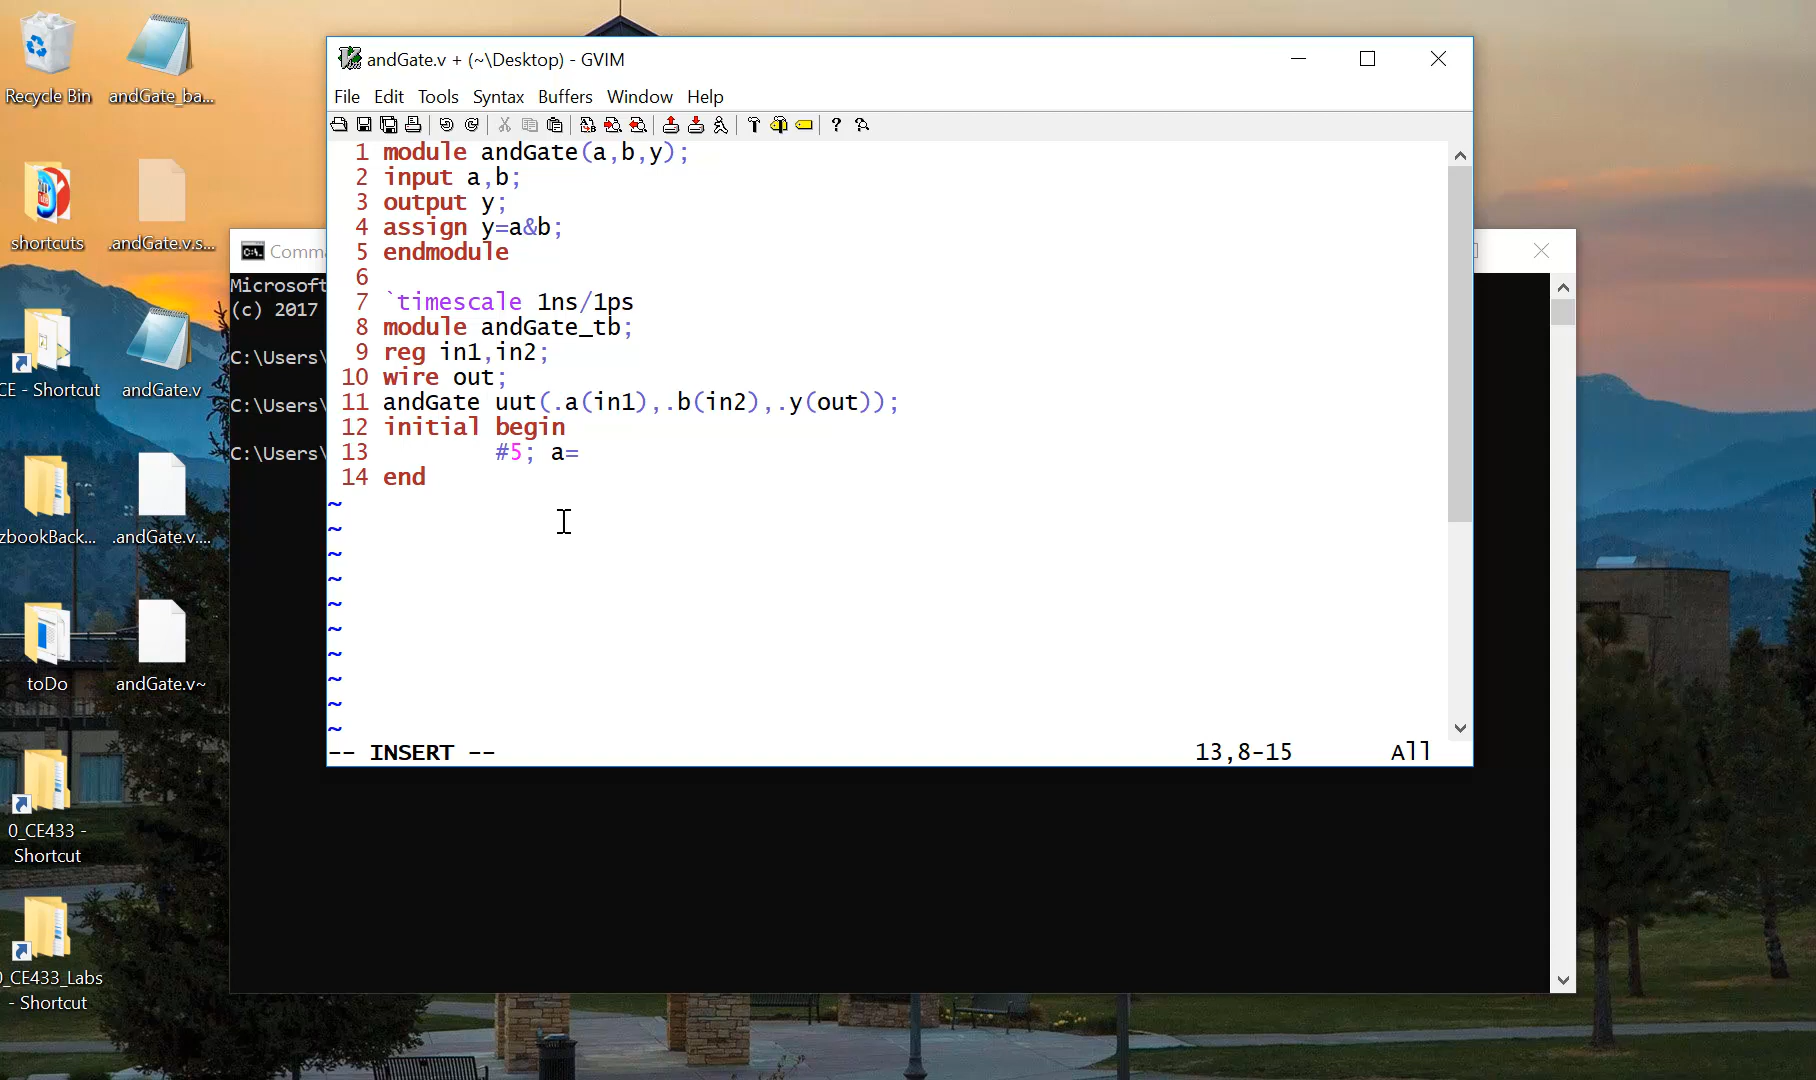 Recycle Bin
andGate_ba...
shortcuts
.andGate.v.s...
CE - Shortcut
andGate.v
zbookBack...
.andGate.v....
toDo
andGate.v~
0_CE433 -
Shortcut
0_CE433_Labs
- Shortcut
andGate.v + (~\Desktop) - GVIM
File Edit Tools Syntax Buffers Window Help
1 module andGate(a,b,y);
2 input a,b;
3 output y;
4 assign y=a&b;
5 endmodule
6
7 `timescale 1ns/1ps
8 module andGate_tb;
9 reg in1,in2;
10 wire out;
11 andGate uut(.a(in1),.b(in2),.y(out));
12 initial begin
13 #5; a=
14 end
~
~
~
~
~
~
~
~
~
~
-- INSERT -- 13,8-15 All
C:\. Comma
Microsoft
(c) 2017
C:\Users\
C:\Users\
C:\Users\